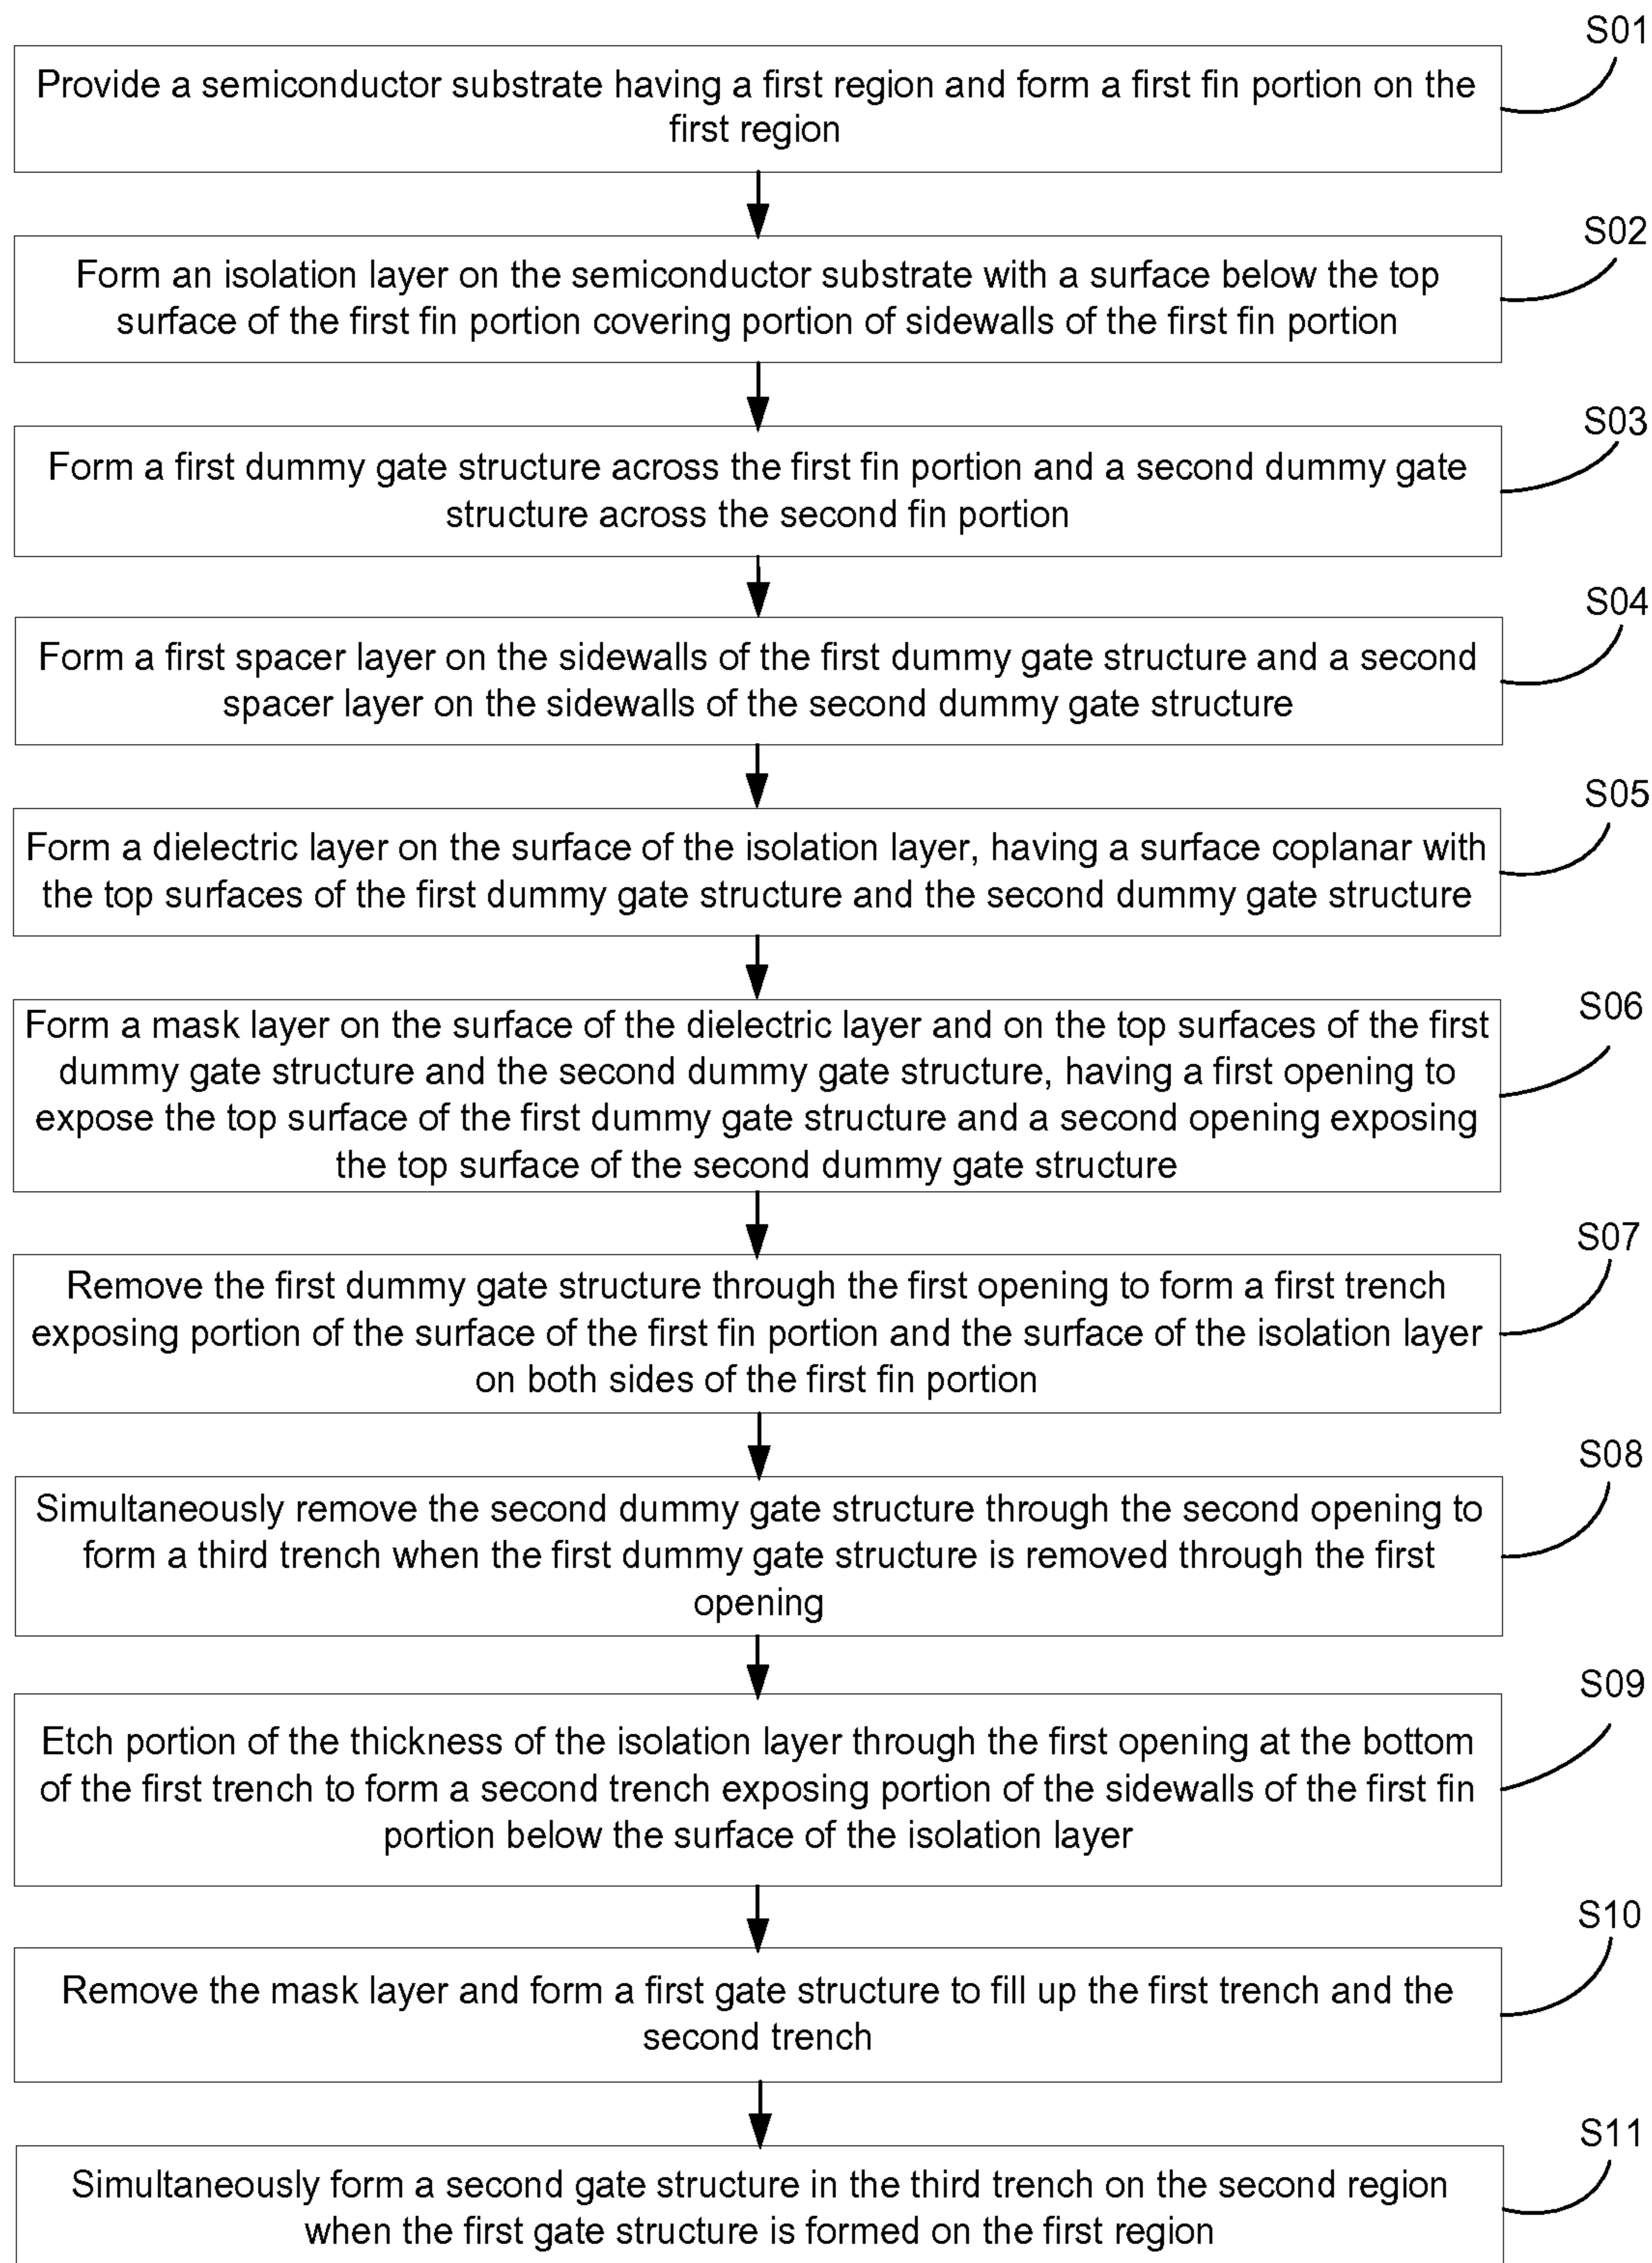 S01
Provide a semiconductor substrate having a first region and form a first fin portion on the
first region
S02
Form an isolation layer on the semiconductor substrate with a surface below the top
surface of the first fin portion covering portion of sidewalls of the first fin portion
S03
Form a first dummy gate structure across the first fin portion and a second dummy gate
structure across the second fin portion
S04
Form a first spacer layer on the sidewalls of the first dummy gate structure and a second
spacer layer on the sidewalls of the second dummy gate structure
S05
Form a dielectric layer on the surface of the isolation layer, having a surface coplanar with
the top surfaces of the first dummy gate structure and the second dummy gate structure
S06
Form a mask layer on the surface of the dielectric layer and on the top surfaces of the first
dummy gate structure and the second dummy gate structure, having a first opening to
expose the top surface of the first dummy gate structure and a second opening exposing
the top surface of the second dummy gate structure
S07
Remove the first dummy gate structure through the first opening to form a first trench
exposing portion of the surface of the first fin portion and the surface of the isolation layer
on both sides of the first fin portion
S08
Simultaneously remove the second dummy gate structure through the second opening to
form a third trench when the first dummy gate structure is removed through the first
opening
S09
Etch portion of the thickness of the isolation layer through the first opening at the bottom
of the first trench to form a second trench exposing portion of the sidewalls of the first fin
portion below the surface of the isolation layer
S10
Remove the mask layer and form a first gate structure to fill up the first trench and the
second trench
S11
Simultaneously form a second gate structure in the third trench on the second region
when the first gate structure is formed on the first region